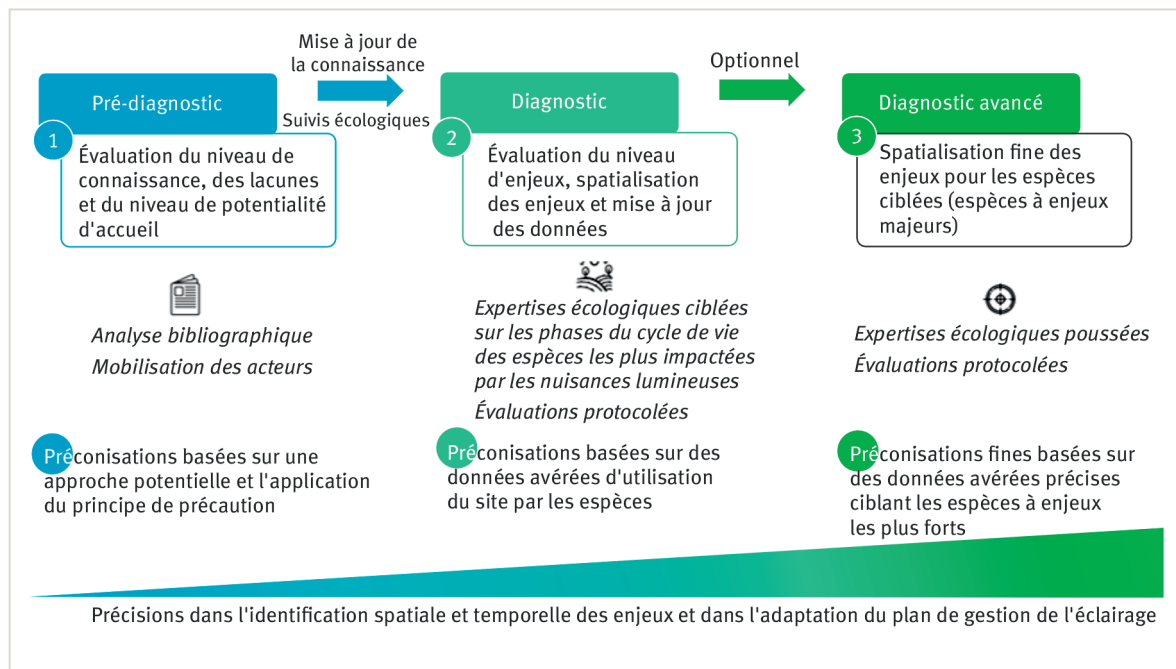 Pré-diagnostic
Mise à jour de
la connaissance
Suivis écologiques
Diagnostic
Optionnel
Diagnostic avancé
1
Évaluation du niveau de
connaissance, des lacunes
et du niveau de potentialité
d'accueil
2
Évaluation du niveau
d'enjeux, spatialisation
des enjeux et mise à jour
des données
3
Spatialisation fine des
enjeux pour les espèces
ciblées (espèces à enjeux
majeurs)
Analyse bibliographique
Mobilisation des acteurs
Expertises écologiques ciblées
sur les phases du cycle de vie
des espèces les plus impactées
par les nuisances lumineuses
Évaluations protocolées
Expertises écologiques poussées
Évaluations protocolées
Préconisations basées sur une
approche potentielle et l'application
du principe de précaution
Préconisations basées sur des
données avérées d'utilisation
du site par les espèces
Préconisations fines basées sur
des données avérées précises
ciblant les espèces à enjeux
les plus forts
Précisions dans l'identification spatiale et temporelle des enjeux et dans l'adaptation du plan de gestion de l'éclairage